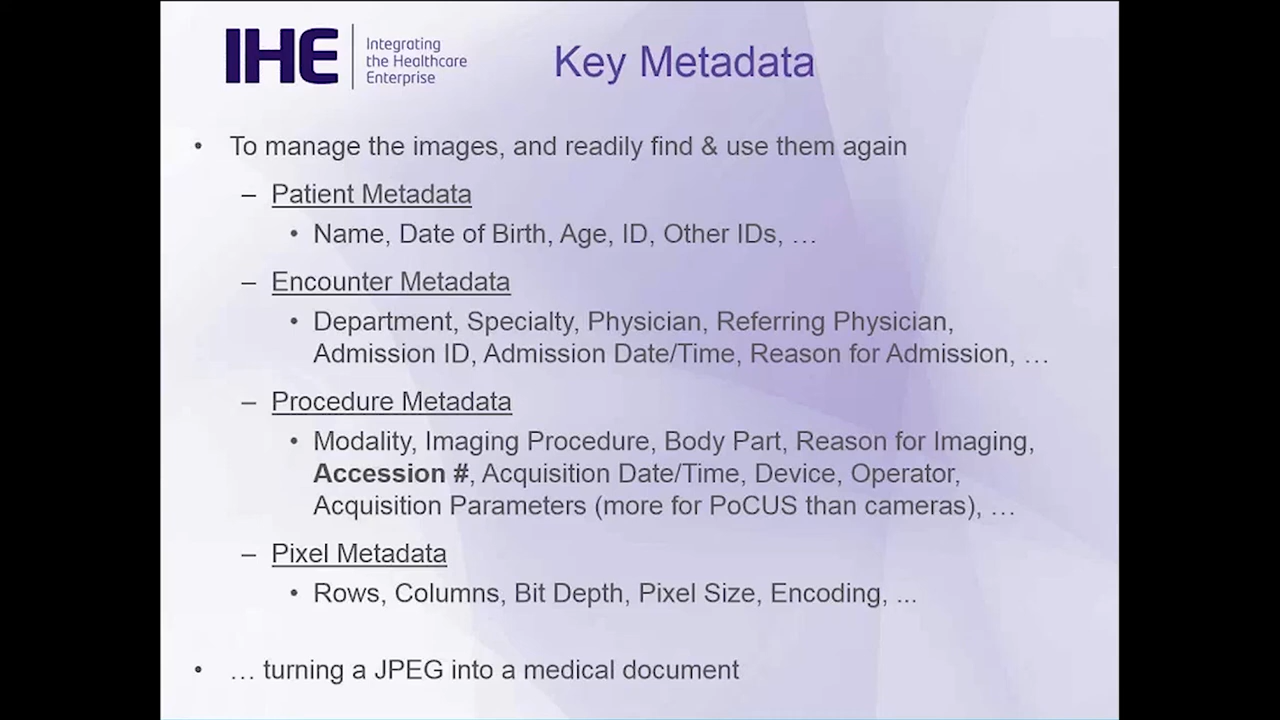 IHE
Integrating
the Healthcare
Enterprise
Key Metadata
• To manage the images, and readily find & use them again
– Patient Metadata
• Name, Date of Birth, Age, ID, Other IDs, …
– Encounter Metadata
• Department, Specialty, Physician, Referring Physician,
Admission ID, Admission Date/Time, Reason for Admission, …
– Procedure Metadata
• Modality, Imaging Procedure, Body Part, Reason for Imaging,
Accession #, Acquisition Date/Time, Device, Operator,
Acquisition Parameters (more for PoCUS than cameras), …
– Pixel Metadata
• Rows, Columns, Bit Depth, Pixel Size, Encoding, ...
• … turning a JPEG into a medical document